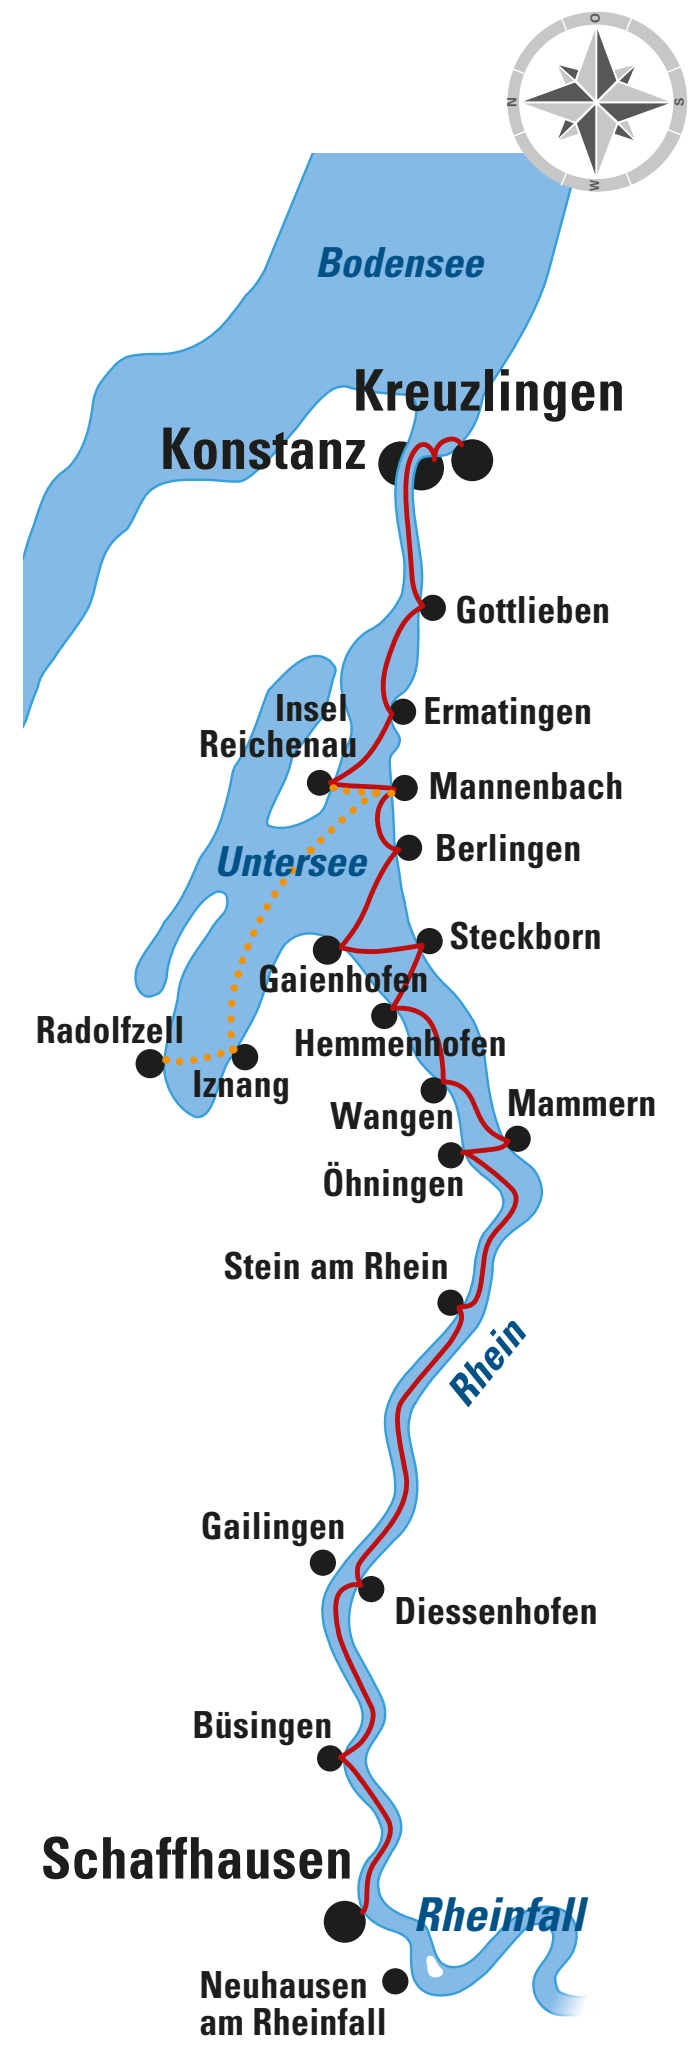 O
N
S
W
Bodensee
Kreuzlingen
Konstanz
Gottlieben
Insel
Reichenau
Ermatingen
Mannenbach
Untersee
Berlingen
Steckborn
Gaienhofen
Radolfzell
Hemmenhofen
Iznang
Wangen
Mammern
Öhningen
Stein am Rhein
Rhein
Gailingen
Diessenhofen
Büsingen
Schaffhausen
Rheinfall
Neuhausen
am Rheinfall